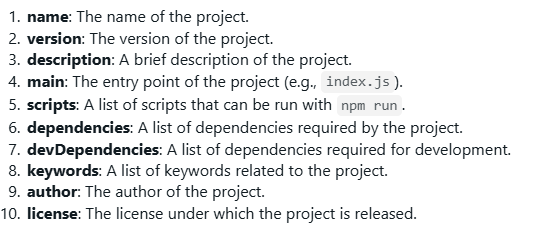 1. name: The name of the project.
2. version: The version of the project.
3. description: A brief description of the project.
4. main: The entry point of the project (e.g., index.js ).
5. scripts: A list of scripts that can be run with npm run .
6. dependencies: A list of dependencies required by the project.
7. devDependencies: A list of dependencies required for development.
8. keywords: A list of keywords related to the project.
9. author: The author of the project.
10. license: The license under which the project is released.